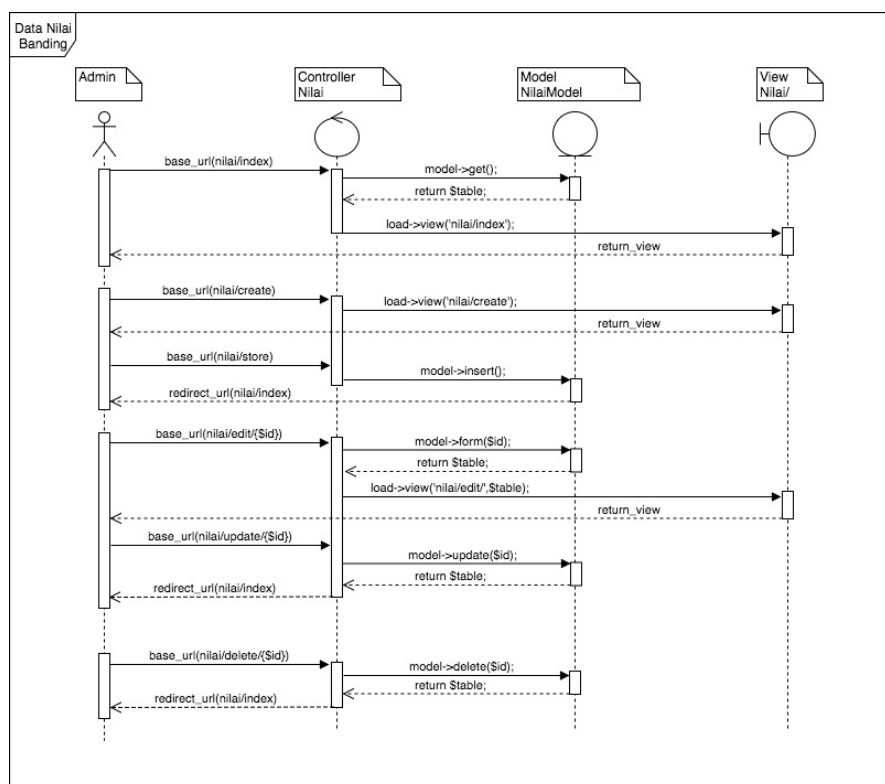 Data Nilai
Banding
Admin
Controller
Nilai
Model
NilaiModel
View
Nilai/
base_url(nilai/index)
model->get();
return $table;
load->view('nilai/index');
return_view
base_url(nilai/create)
load->view('nilai/create');
return_view
base_url(nilai/store)
model->insert();
redirect_url(nilai/index)
base_url(nilai/edit/{$id})
model->form($id);
return $table;
load->view('nilai/edit/',$table);
return_view
base_url(nilai/update/{$id})
model->update($id);
return $table;
redirect_url(nilai/index)
base_url(nilai/delete/{$id})
model->delete($id);
return $table;
redirect_url(nilai/index)